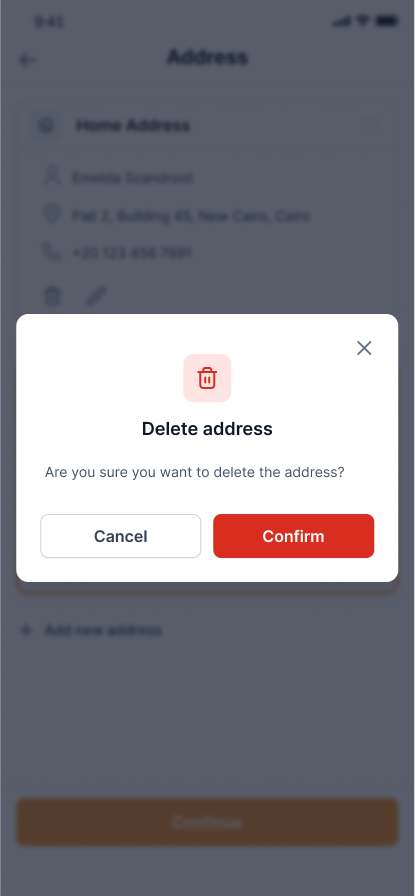 9:41
Address
Home Address
Emelda Scandroot
Flat 2, Building 45, New Cairo, Cairo
+20 123 456 7891
Delete address
Are you sure you want to delete the address?
Cancel
Confirm
Add new address
Continue